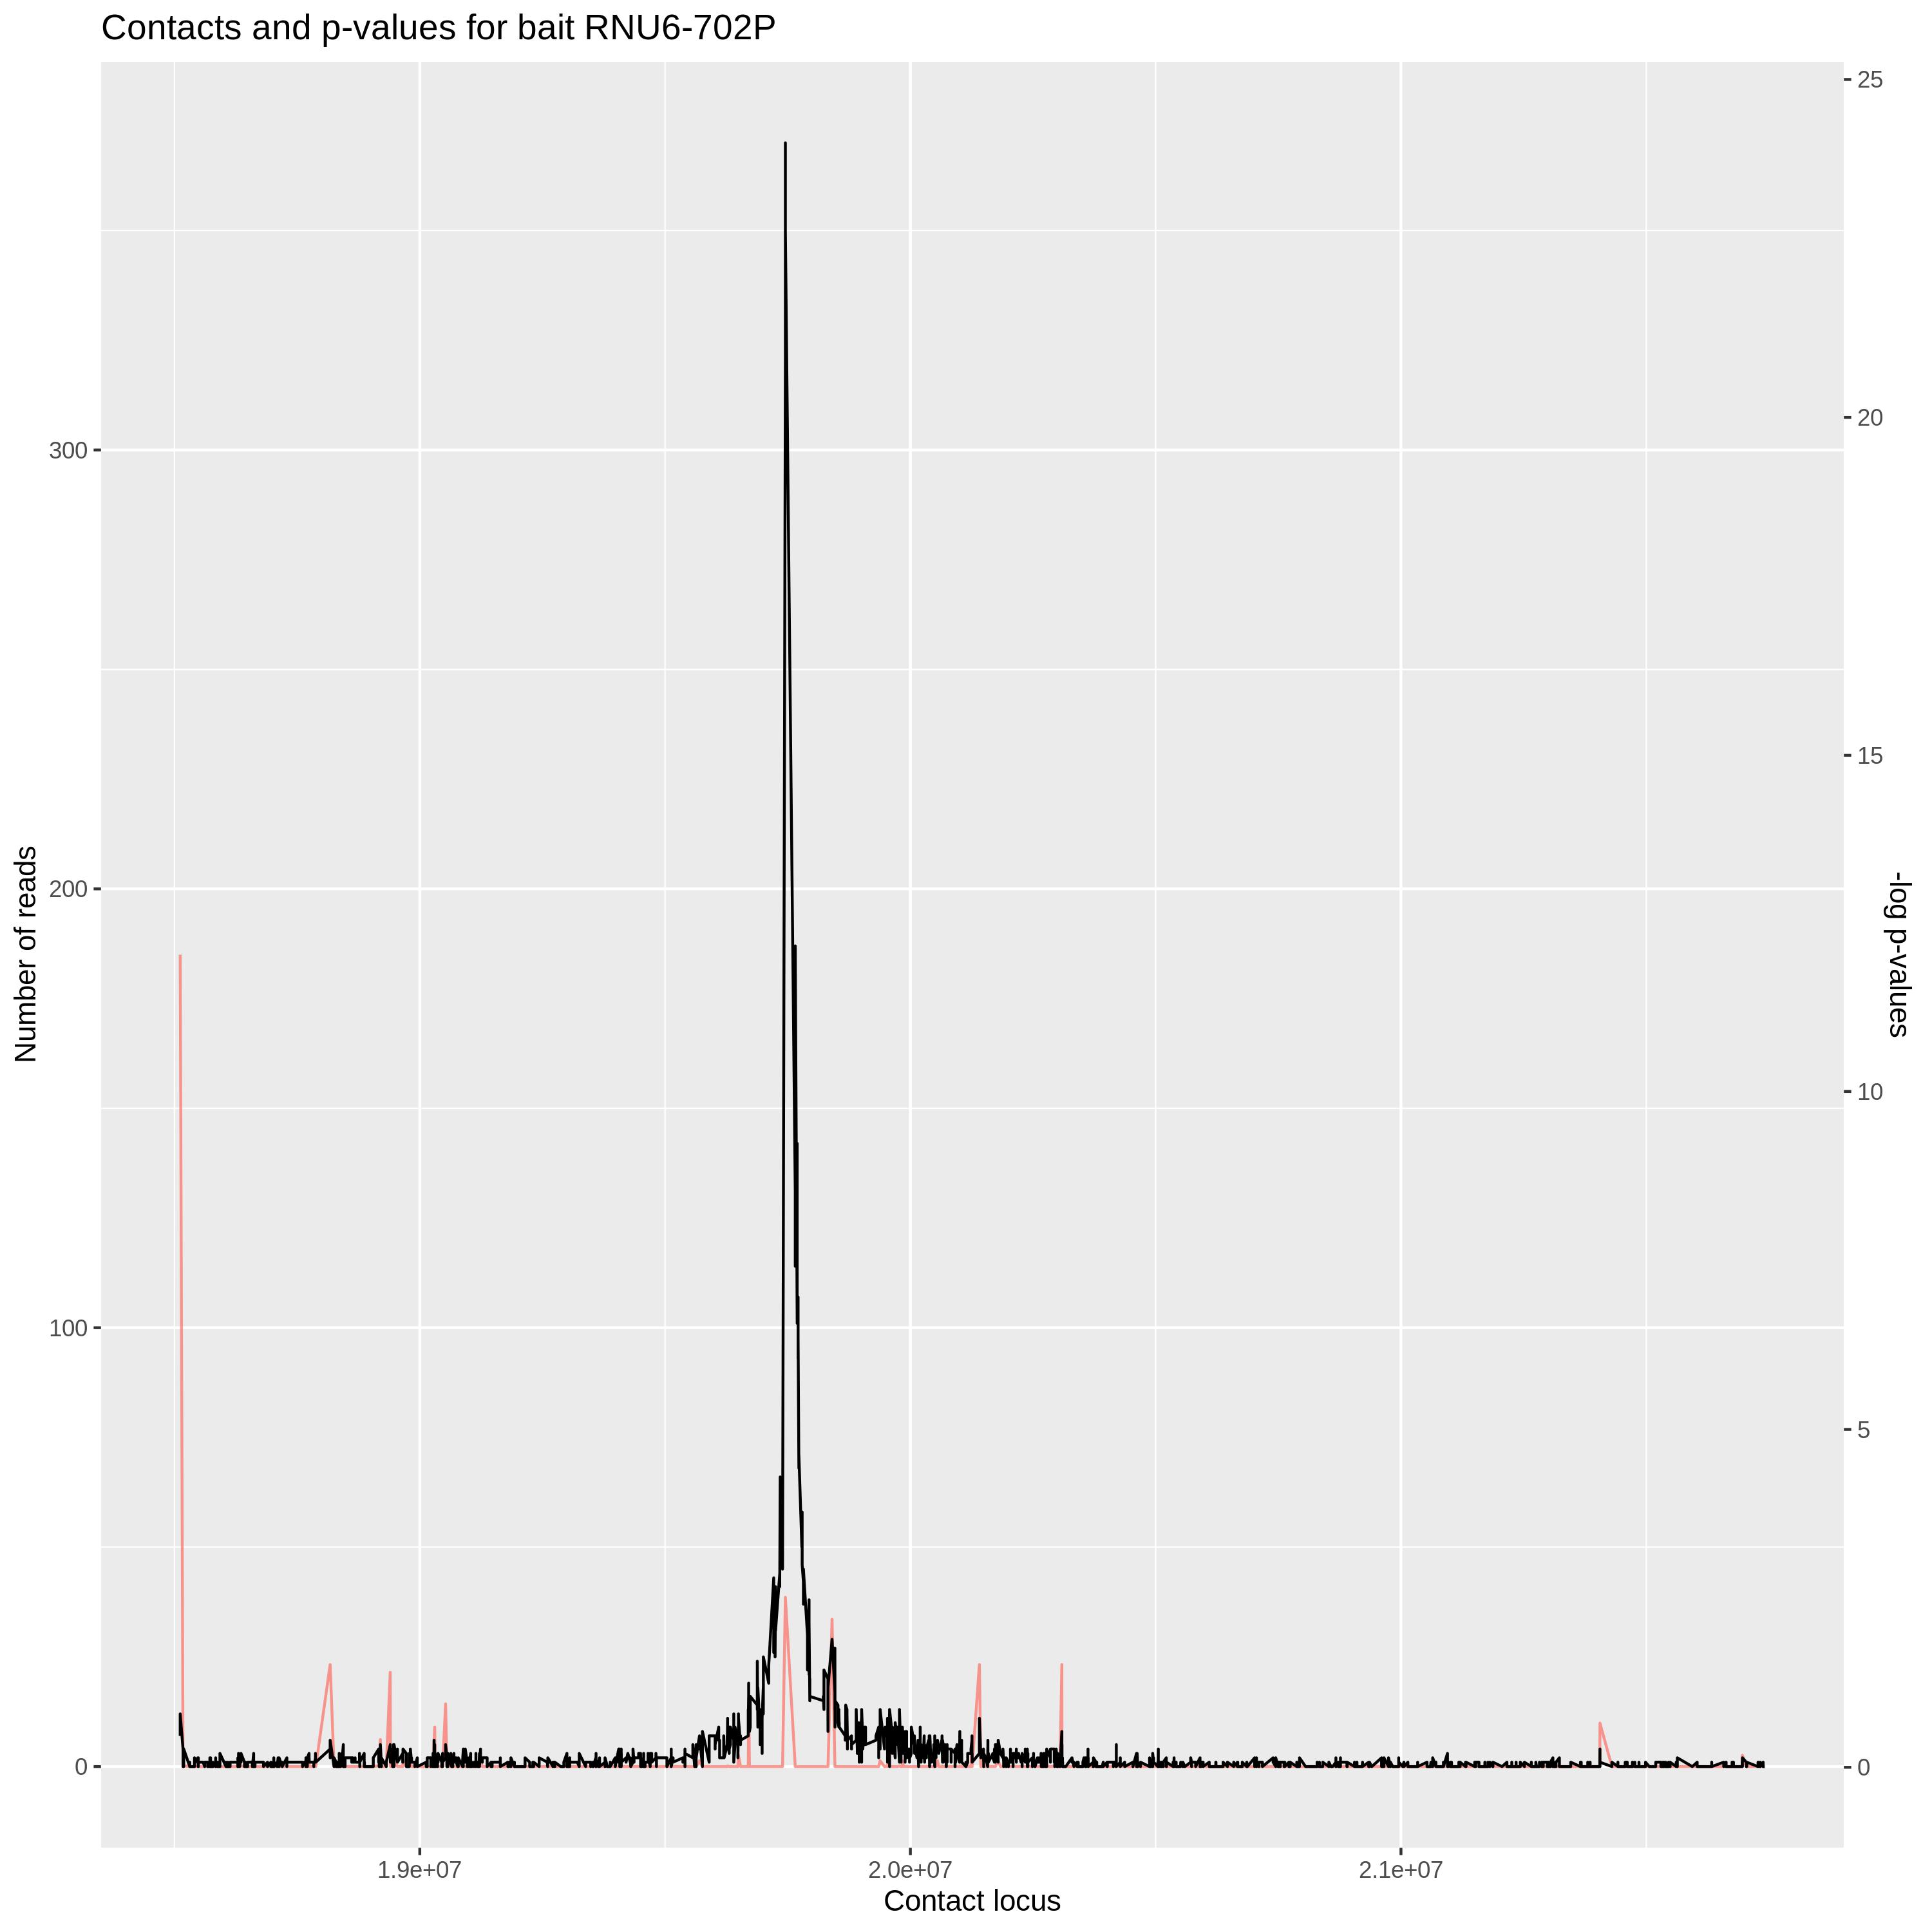 Contacts and p-values for bait RNU6-702P
Number of reads
300
200
100
0
25
20
15
10
5
0
-log p-values
1.9e+07
2.0e+07
2.1e+07
Contact locus